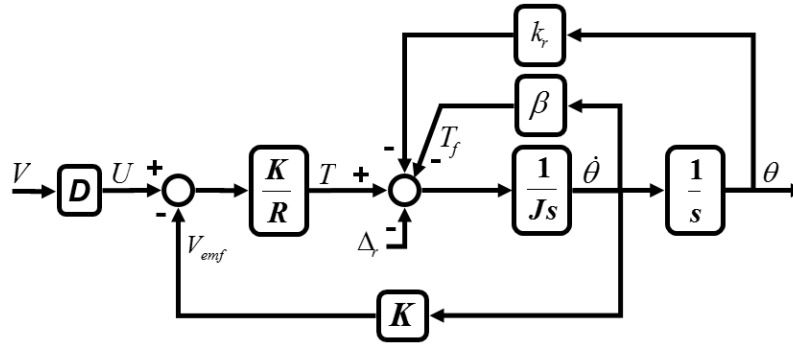 k_r
-
β
-
T_f
V
D
U
+
-
K/R
T
+
-
Δ_r
1/Js
θ̇
1/s
θ
V_emf
K